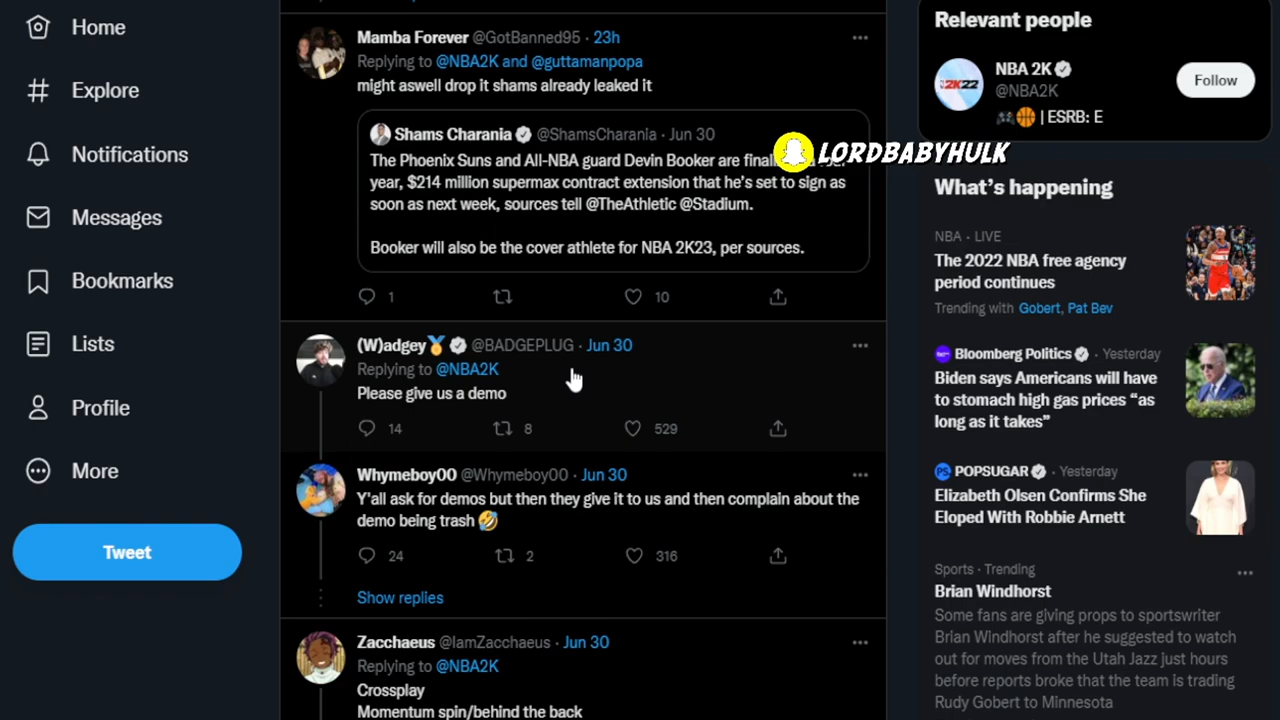 Home
Explore
Notifications
Messages
Bookmarks
Lists
Profile
More
Tweet
Mamba Forever @GotBanned95 · 23h
Replying to @NBA2K and @guttamanpopa
might aswell drop it shams already leaked it
Shams Charania @ShamsCharania · Jun 30
The Phoenix Suns and All-NBA guard Devin Booker are
year, $214 million supermax contract extension that he's set to sign as
soon as next week, sources tell @TheAthletic @Stadium.
Booker will also be the cover athlete for NBA 2K23, per sources.
1 10
(W)adgey @BADGEPLUG · Jun 30
Replying to @NBA2K
Please give us a demo
14 8 529
Whymeboy00 @Whymeboy00 · Jun 30
Y'all ask for demos but then they give it to us and then complain about the
demo being trash 🤣
24 2 316
Show replies
Zacchaeus @IamZacchaeus · Jun 30
Replying to @NBA2K
Crossplay
Momentum spin/behind the back
Relevant people
NBA 2K
@NBA2K
Follow
🎮🏀 | ESRB: E
2K22
LORDBABYHULK
What's happening
NBA · LIVE
The 2022 NBA free agency
period continues
Trending with Gobert, Pat Bev
Bloomberg Politics · Yesterday
Biden says Americans will have
to stomach high gas prices “as
long as it takes”
PS POPSUGAR · Yesterday
Elizabeth Olsen Confirms She
Eloped With Robbie Arnett
Sports · Trending
Brian Windhorst
Some fans are giving props to sportswriter
Brian Windhorst after he suggested to watch
out for moves from the Utah Jazz just hours
before reports broke that the team is trading
Rudy Gobert to Minnesota